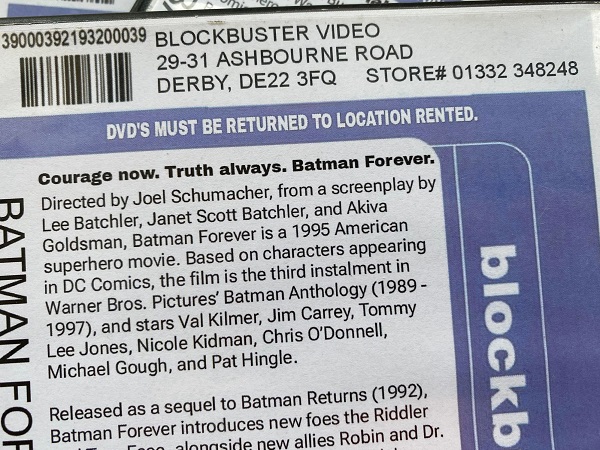 39000392193200039 BLOCKBUSTER VIDEO
29-31 ASHBOURNE ROAD
DERBY, DE22 3FQ STORE# 01332 348248
DVD'S MUST BE RETURNED TO LOCATION RENTED.
Courage now. Truth always. Batman Forever.
Directed by Joel Schumacher, from a screenplay by
Lee Batchler, Janet Scott Batchler, and Akiva
Goldsman, Batman Forever is a 1995 American
superhero movie. Based on characters appearing
in DC Comics, the film is the third instalment in
Warner Bros. Pictures' Batman Anthology (1989 -
1997), and stars Val Kilmer, Jim Carrey, Tommy
Lee Jones, Nicole Kidman, Chris O'Donnell,
Michael Gough, and Pat Hingle.
Released as a sequel to Batman Returns (1992),
Batman Forever introduces new foes the Riddler
alongside new allies Robin and Dr.
BATMAN FOR
blockb